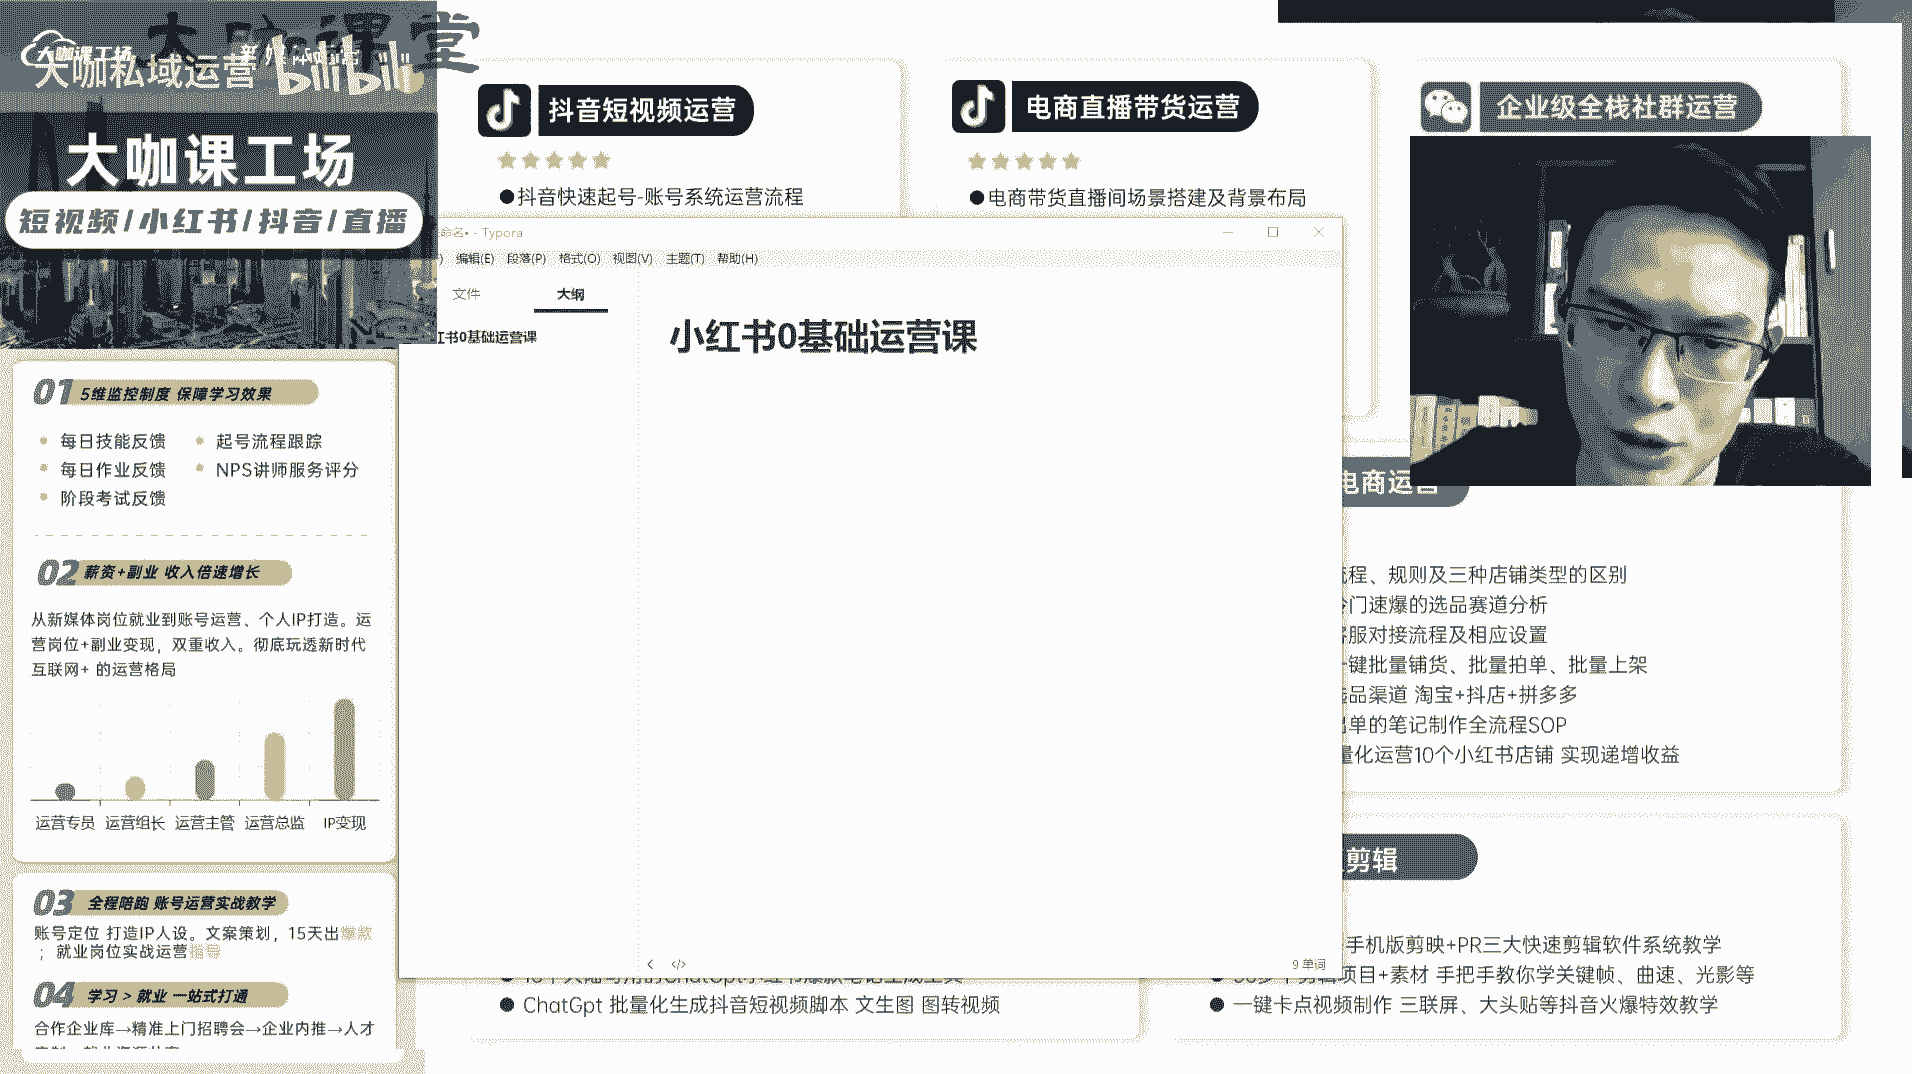 大咖课堂
大咖课工场
大咖私域运营
bilibili
大咖课工场
短视频/小红书/抖音/直播
抖音短视频运营
●抖音快速起号-账号系统运营流程
电商直播带货运营
●电商带货直播间场景搭建及背景布局
企业级全栈社群运营
- Typora
编辑(E) 段落(P) 格式(O) 视图(V) 主题(T) 帮助(H)
文件 大纲
书0基础运营课
小红书0基础运营课
9 单词
01 5维监控制度 保障学习效果
每日技能反馈 起号流程跟踪
每日作业反馈 NPS讲师服务评分
阶段考试反馈
02 薪资+副业 收入倍速增长
从新媒体岗位就业到账号运营、个人IP打造。运
营岗位+副业变现，双重收入。彻底玩透新时代
互联网+ 的运营格局
运营专员 运营组长 运营主管 运营总监 IP变现
03 全程陪跑 账号运营实战教学
账号定位 打造IP人设。文案策划，15天出爆款
；就业岗位实战运营指导
04 学习 > 就业 一站式打通
合作企业库→精准上门招聘会→企业内推→人才
电商运营
程、规则及三种店铺类型的区别
门速爆的选品赛道分析
服对接流程及相应设置
键批量铺货、批量拍单、批量上架
品渠道 淘宝+抖店+拼多多
单的笔记制作全流程SOP
量化运营10个小红书店铺 实现递增收益
剪辑
手机版剪映+PR三大快速剪辑软件系统教学
项目+素材 手把手教你学关键帧、曲速、光影等
●一键卡点视频制作 三联屏、大头贴等抖音火爆特效教学
●ChatGpt 批量化生成抖音短视频脚本 文生图 图转视频